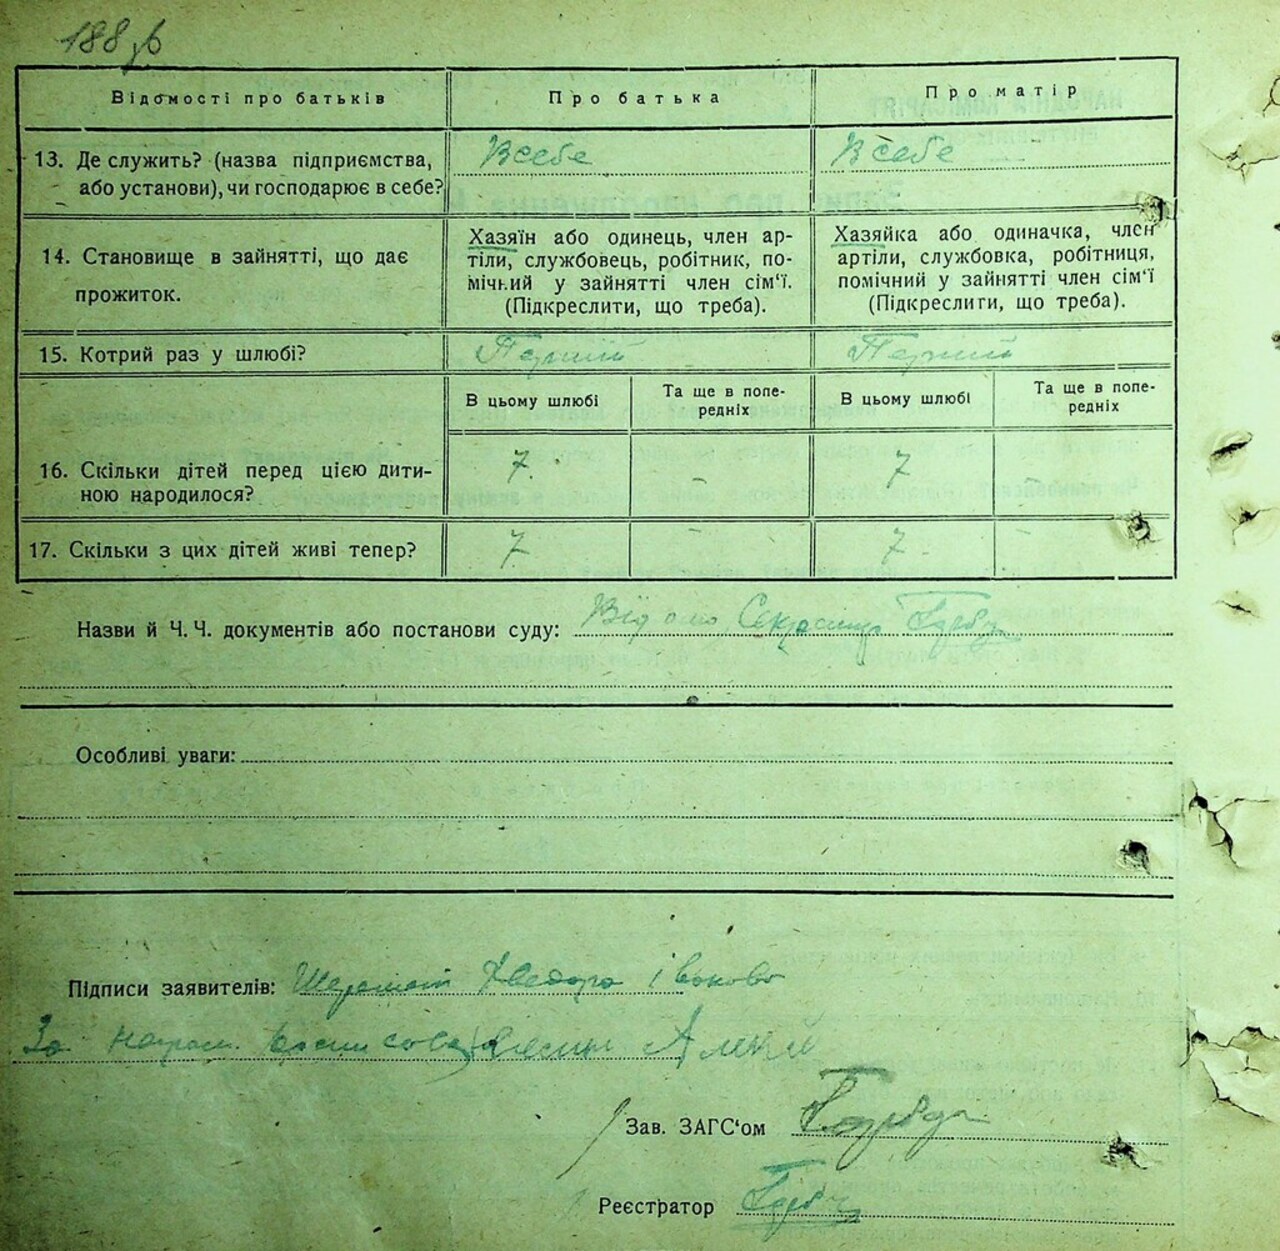 188
Відомості про батьків
Про батька
Про матір
13. Де служить? (назва підприємства,
або установи), чи господарює в себе?
В себе
В себе
14. Становище в зайнятті, що дає
прожиток.
Хазяїн або одинець, член ар-
тіли, службовець, робітник, по-
мічний у зайнятті член сім‘ї.
(Підкреслити, що треба).
Хазяйка або одиначка, член
артіли, службовка, робітниця,
помічний у зайнятті член сім‘ї
(Підкреслити, що треба).
15. Котрий раз у шлюбі?
Перший
Перший
В цьому шлюбі
Та ще в попе-
редніх
В цьому шлюбі
Та ще в попе-
редніх
16. Скільки дітей перед цією дити-
ною народилося?
7
-
7
-
17. Скільки з цих дітей живі тепер?
7
-
7
-
Назви й Ч. Ч. документів або постанови суду: Відомо
Особливі уваги:
Підписи заявителів:
За
Зав. ЗАГС‘ом
Реєстратор